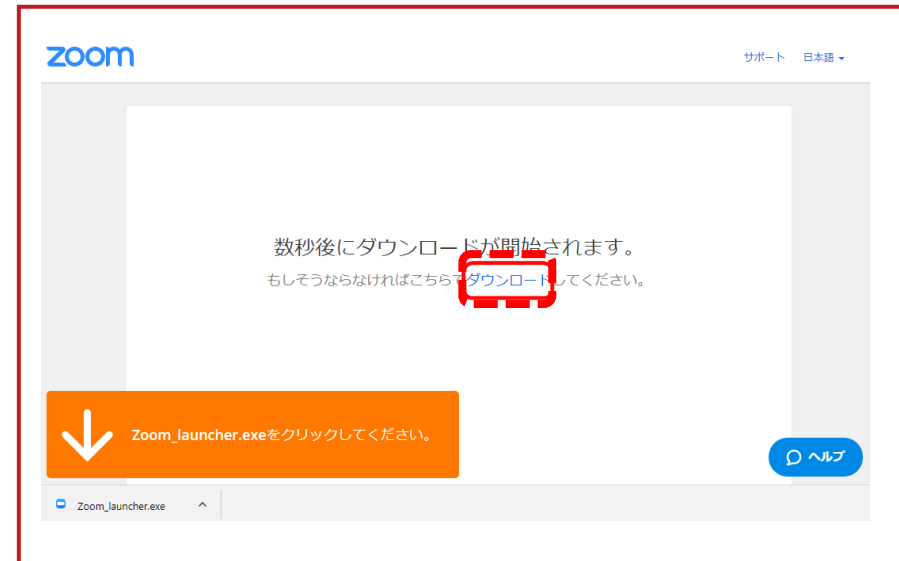 zoom
サポート 日本語
数秒後にダウンロードが開始されます。
もしそうならなければこちらでダウンロードしてください。
Zoom_launcher.exeをクリックしてください。
ヘルプ
Zoom_launcher.exe